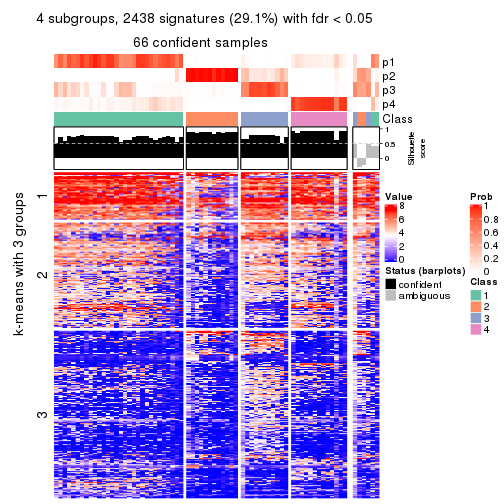 4 subgroups, 2438 signatures (29.1%) with fdr < 0.05
66 confident samples
p1
p2
p3
p4
Class
1
0.5
0
Silhouette
score
k-means with 3 groups
1
2
3
Value
8
6
4
2
0
Status (barplots)
confident
ambiguous
Prob
1
0.8
0.6
0.4
0.2
0
Class
1
2
3
4